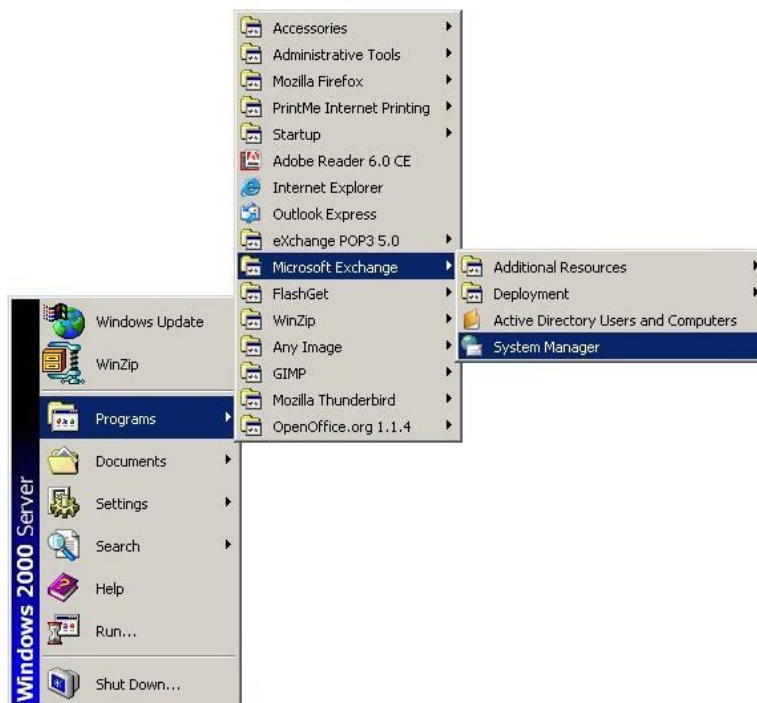 Accessories
Administrative Tools
Mozilla Firefox
PrintMe Internet Printing
Startup
Adobe Reader 6.0 CE
Internet Explorer
Outlook Express
eXchange POP3 5.0
Microsoft Exchange
FlashGet
WinZip
Any Image
GIMP
Mozilla Thunderbird
OpenOffice.org 1.1.4
Additional Resources
Deployment
Active Directory Users and Computers
System Manager
Windows Update
WinZip
Programs
Documents
Settings
Search
Help
Run...
Shut Down...
Windows 2000 Server